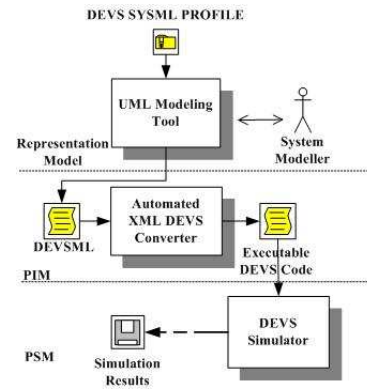 DEVS SYSML PROFILE
UML Modeling
Tool
Representation
Model
System
Modeller
DEVSML
Automated
XML DEVS
Converter
Executable
DEVS Code
PIM
DEVS
Simulator
PSM
Simulation
Results